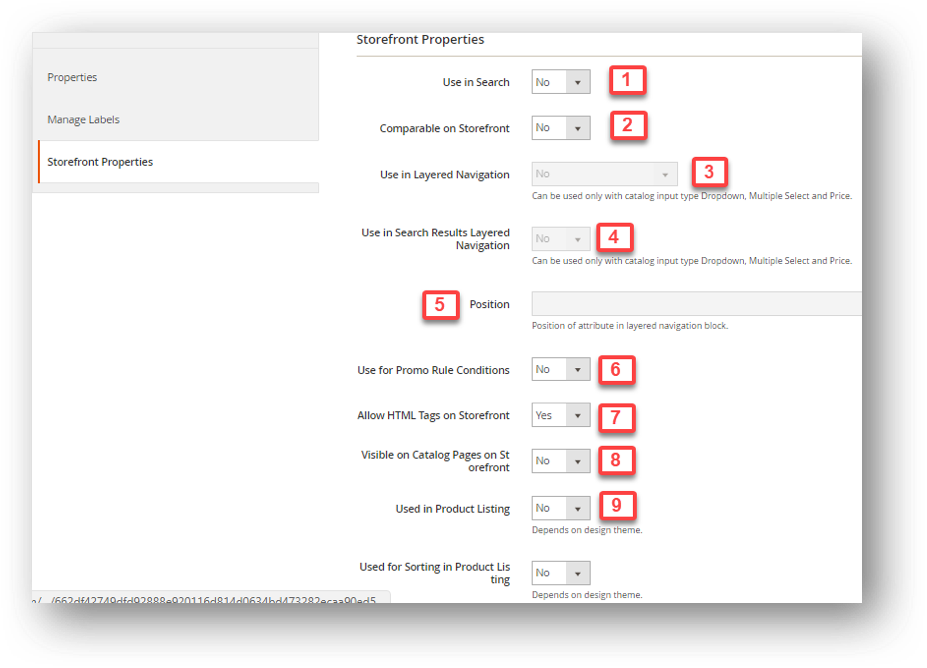 Storefront Properties
Properties
Manage Labels
Storefront Properties
Use in Search No 1
Comparable on Storefront No 2
Use in Layered Navigation No 3
Can be used only with catalog input type Dropdown, Multiple Select and Price.
Use in Search Results Layered
Navigation No 4
Can be used only with catalog input type Dropdown, Multiple Select and Price.
5 Position
Position of attribute in layered navigation block.
Use for Promo Rule Conditions No 6
Allow HTML Tags on Storefront Yes 7
Visible on Catalog Pages on St
orefront No 8
Used in Product Listing No 9
Depends on design theme.
Used for Sorting in Product Lis
ting No
Depends on design theme.